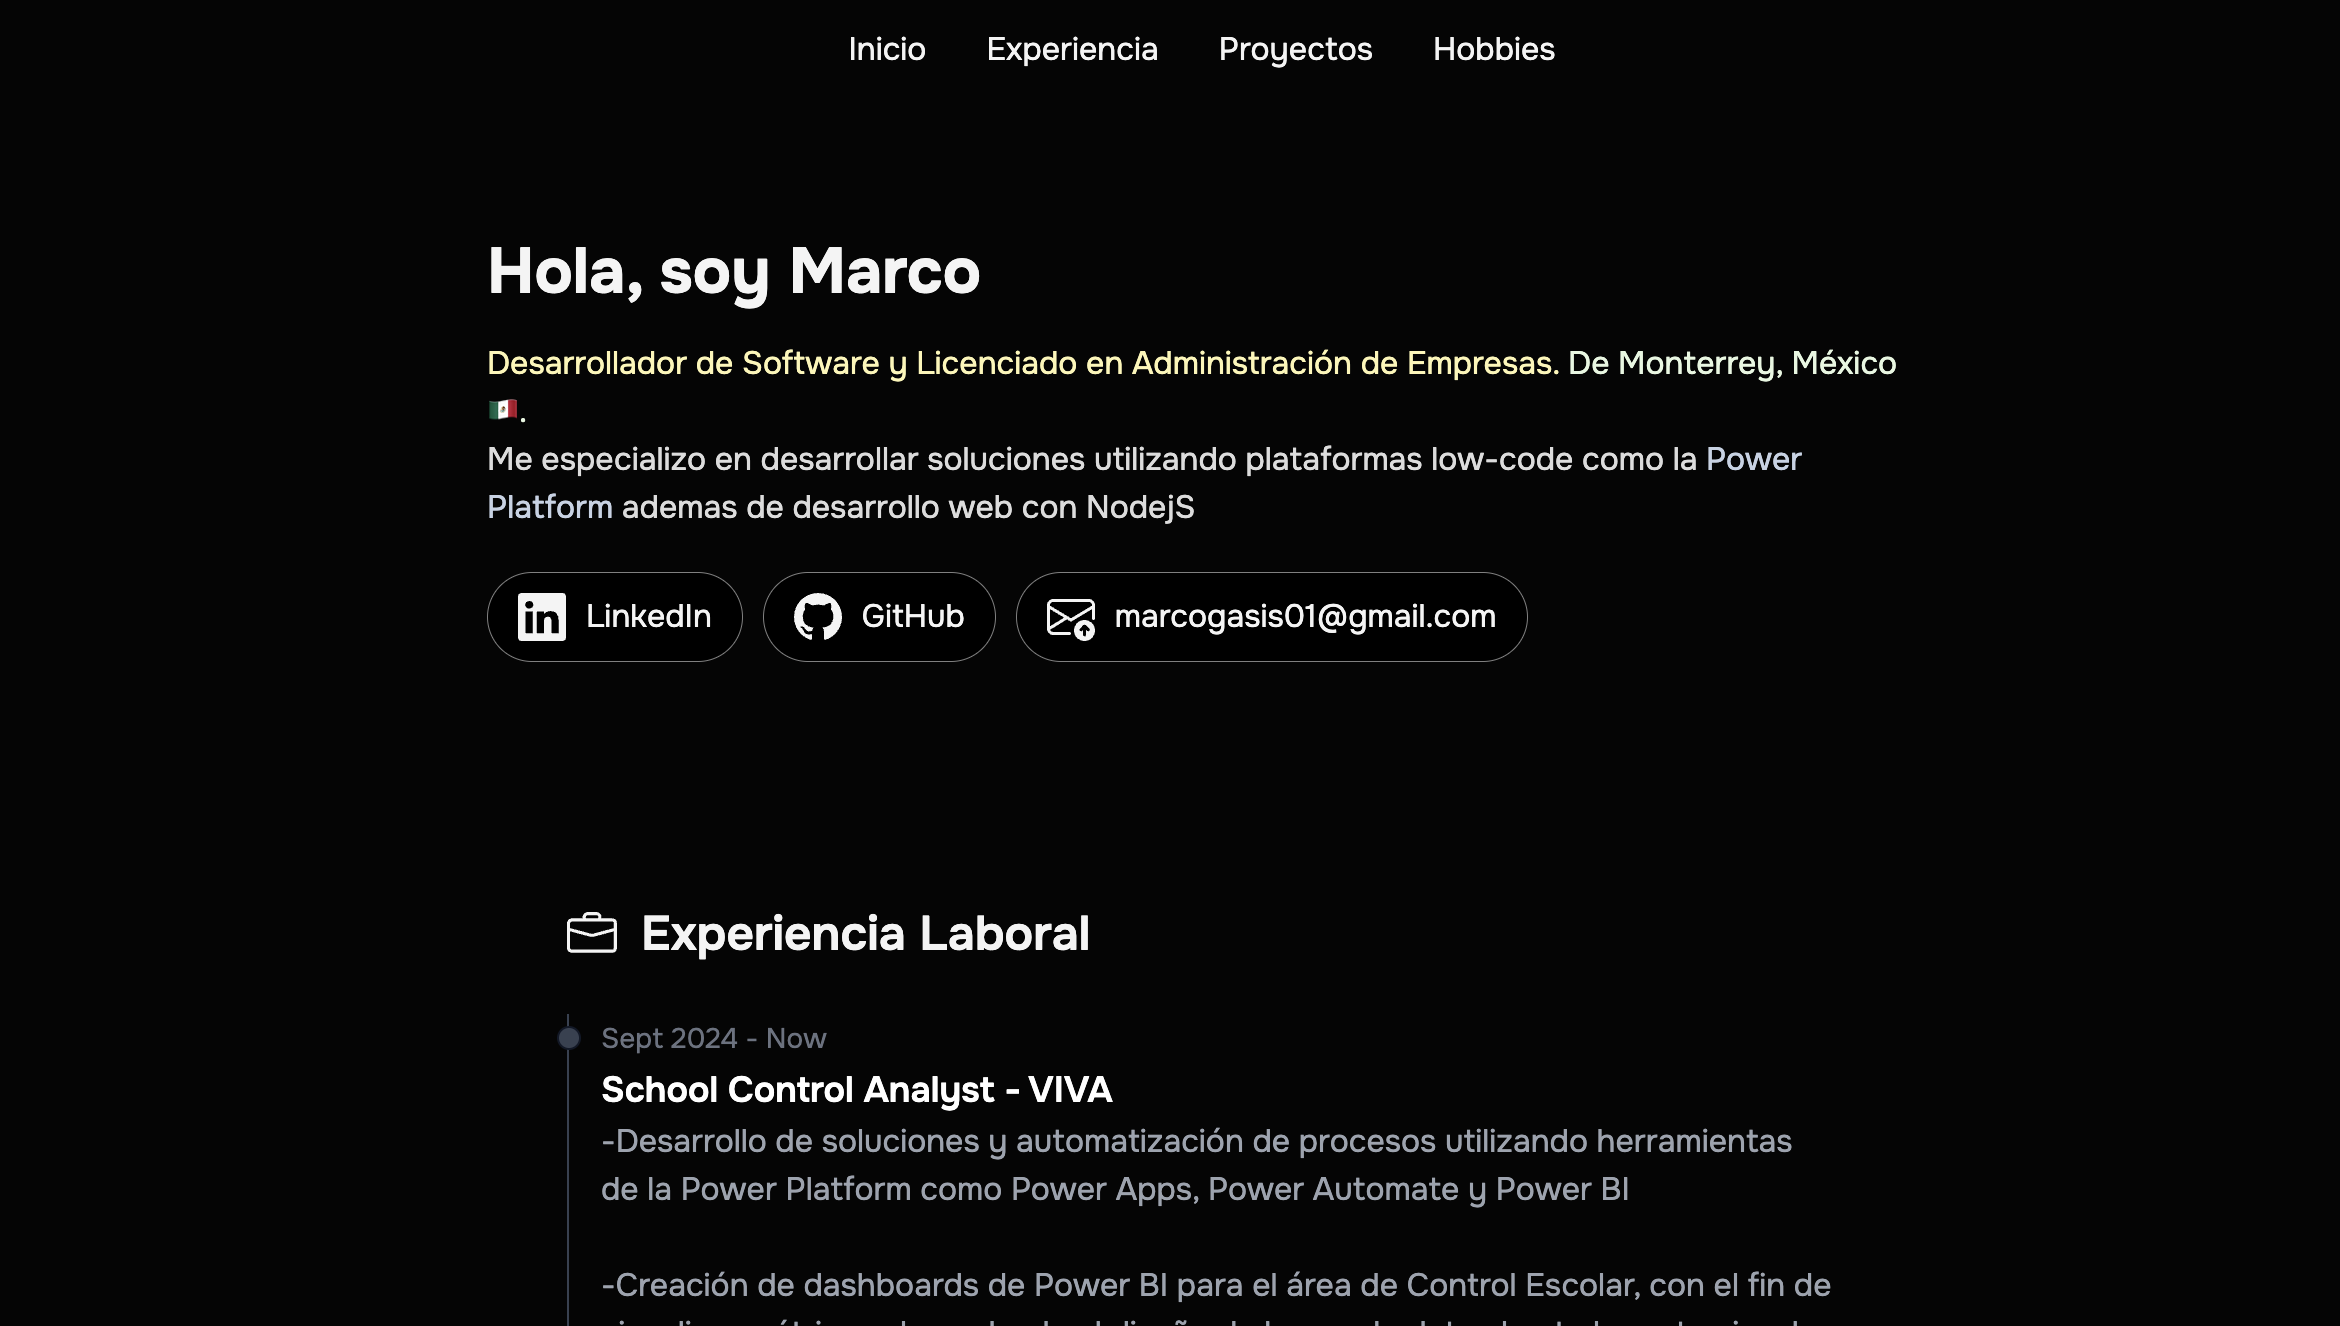 Inicio Experiencia Proyectos Hobbies
Hola, soy Marco
Desarrollador de Software y Licenciado en Administración de Empresas. De Monterrey, México
🇲🇽.
Me especializo en desarrollar soluciones utilizando plataformas low-code como la Power
Platform ademas de desarrollo web con NodejS
LinkedIn GitHub marcogasis01@gmail.com
Experiencia Laboral
Sept 2024 - Now
School Control Analyst - VIVA
-Desarrollo de soluciones y automatización de procesos utilizando herramientas
de la Power Platform como Power Apps, Power Automate y Power BI
-Creación de dashboards de Power BI para el área de Control Escolar, con el fin de